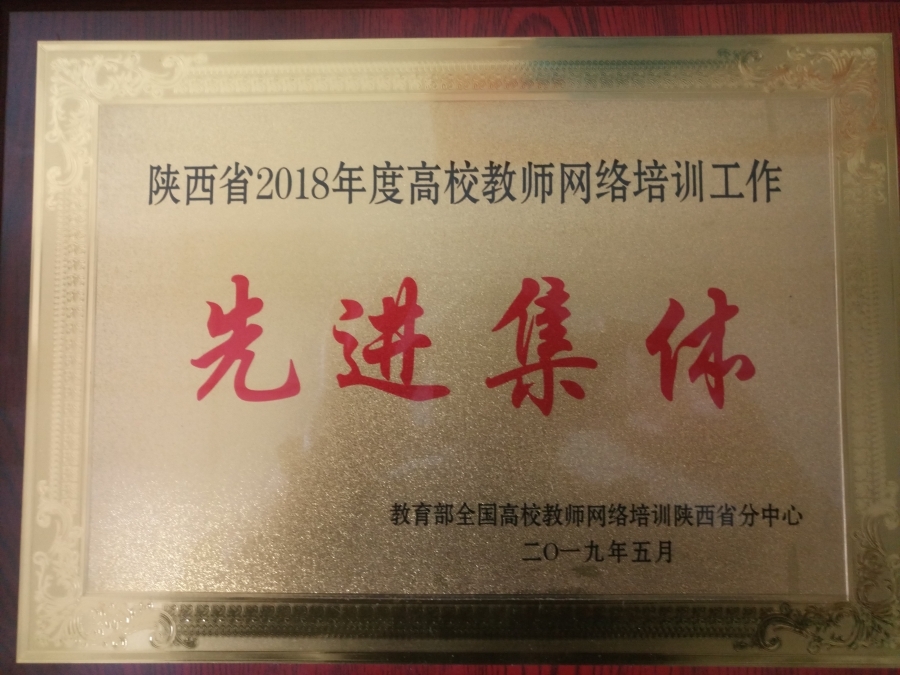 陕西省2018年度高校教师网络培训工作
先进集体
教育部全国高校教师网络培训陕西省分中心
二〇一九年五月